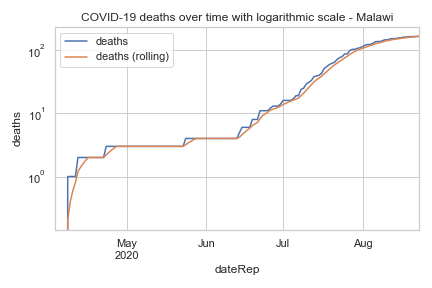 COVID-19 deaths over time with logarithmic scale - Malawi
deaths
deaths (rolling)
10²
10¹
10⁰
deaths
May
2020
Jun
Jul
Aug
dateRep